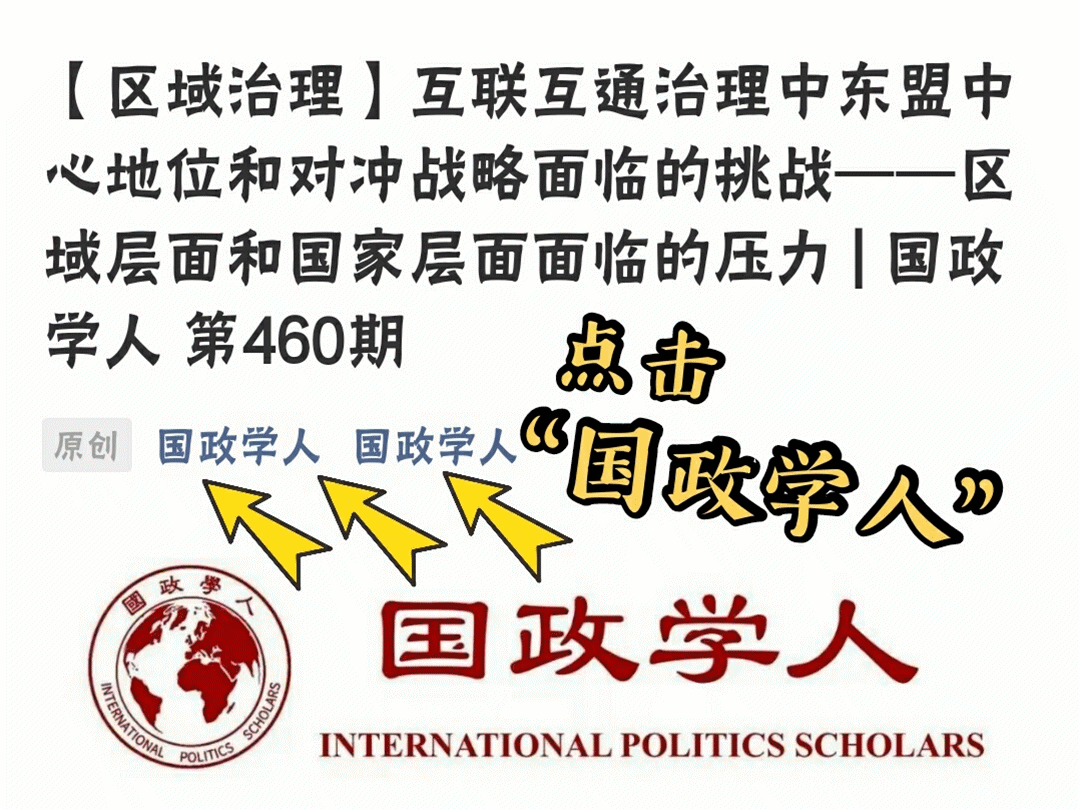 【区域治理】互联互通治理中东盟中
心地位和对冲战略面临的挑战——区
域层面和国家层面面临的压力 | 国政
学人 第460期
点击
原创 国政学人 国政学人
“国政学人”
國政學人
INTERNATIONAL POLITICS SCHOLARS
国政学人
INTERNATIONAL POLITICS SCHOLARS